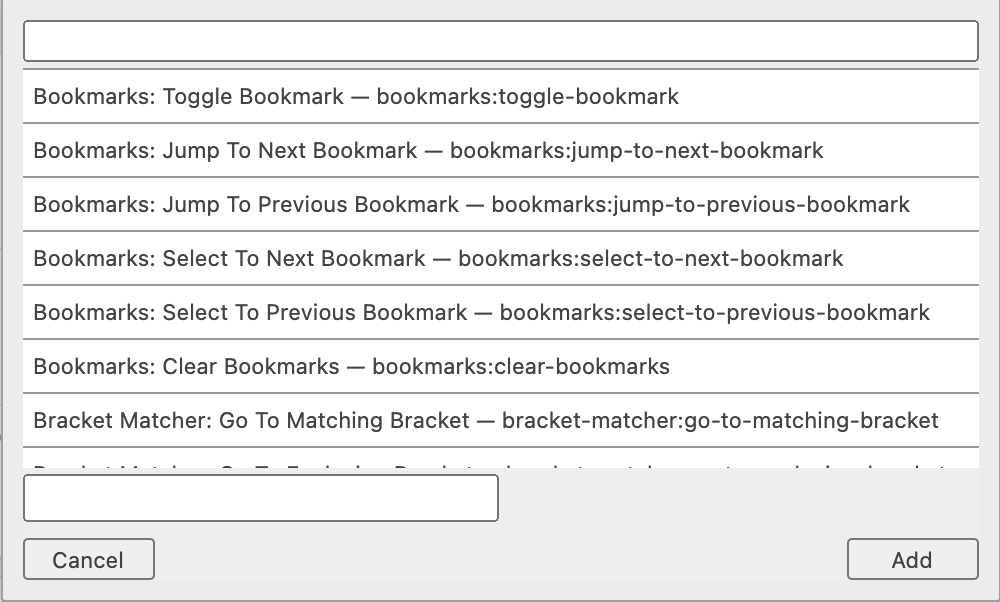 Bookmarks: Toggle Bookmark — bookmarks:toggle-bookmark
Bookmarks: Jump To Next Bookmark — bookmarks:jump-to-next-bookmark
Bookmarks: Jump To Previous Bookmark — bookmarks:jump-to-previous-bookmark
Bookmarks: Select To Next Bookmark — bookmarks:select-to-next-bookmark
Bookmarks: Select To Previous Bookmark — bookmarks:select-to-previous-bookmark
Bookmarks: Clear Bookmarks — bookmarks:clear-bookmarks
Bracket Matcher: Go To Matching Bracket — bracket-matcher:go-to-matching-bracket
Cancel
Add